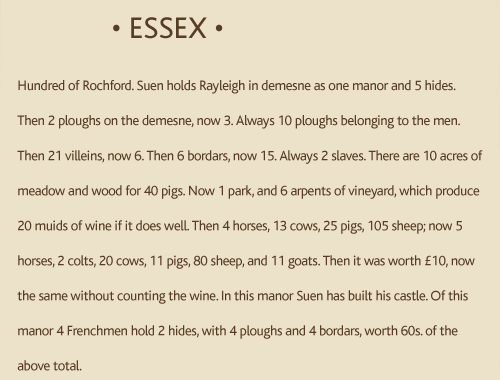 • ESSEX •
Hundred of Rochford. Suen holds Rayleigh in demesne as one manor and 5 hides.
Then 2 ploughs on the demesne, now 3. Always 10 ploughs belonging to the men.
Then 21 villeins, now 6. Then 6 bordars, now 15. Always 2 slaves. There are 10 acres of
meadow and wood for 40 pigs. Now 1 park, and 6 arpents of vineyard, which produce
20 muids of wine if it does well. Then 4 horses, 13 cows, 25 pigs, 105 sheep; now 5
horses, 2 colts, 20 cows, 11 pigs, 80 sheep, and 11 goats. Then it was worth £10, now
the same without counting the wine. In this manor Suen has built his castle. Of this
manor 4 Frenchmen hold 2 hides, with 4 ploughs and 4 bordars, worth 60s. of the
above total.